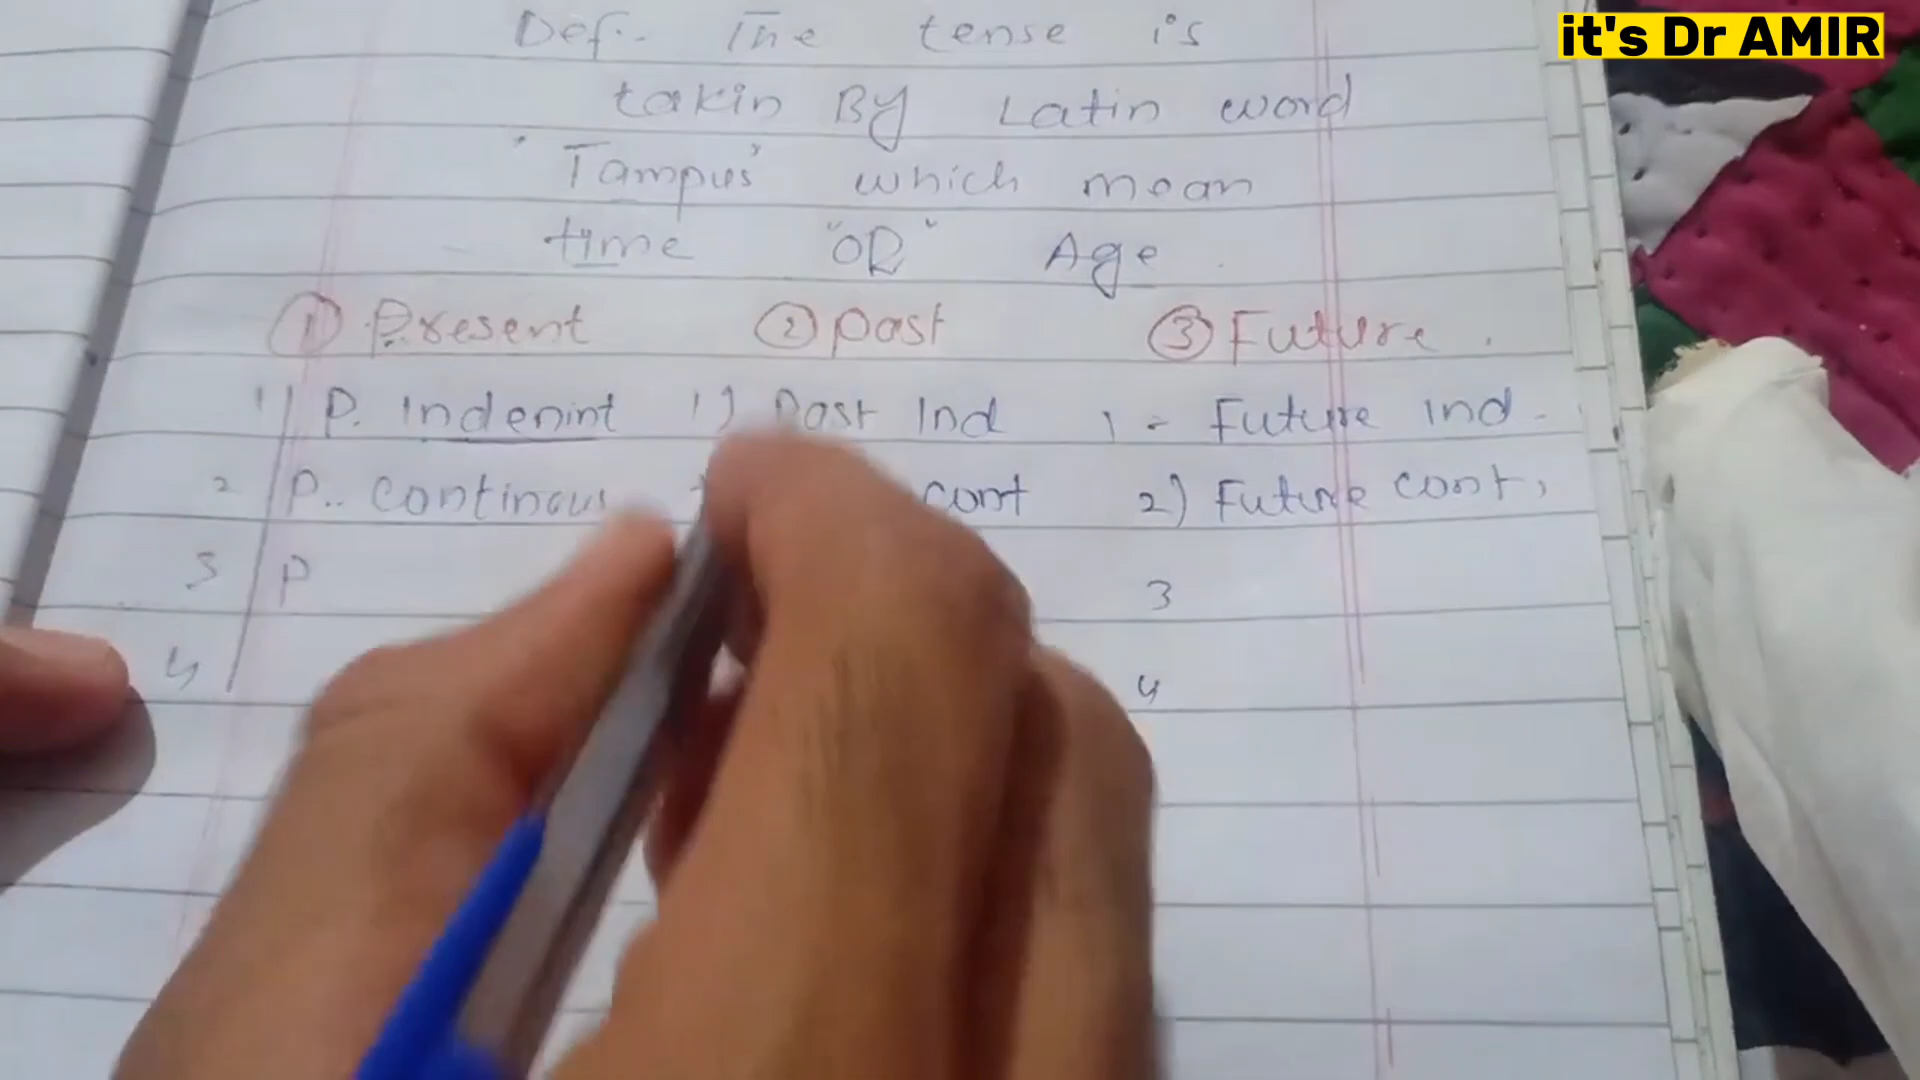 it's Dr AMIR
Def:- The tense is
takin By Latin word
"Tampus" which mean
time "OR" Age
① Present ② past ③ Future.
1) P. Indenint 1) Past Ind 1 - Future Ind-
2 P.. continous cont 2) Future cont,
3 P 3
4 4